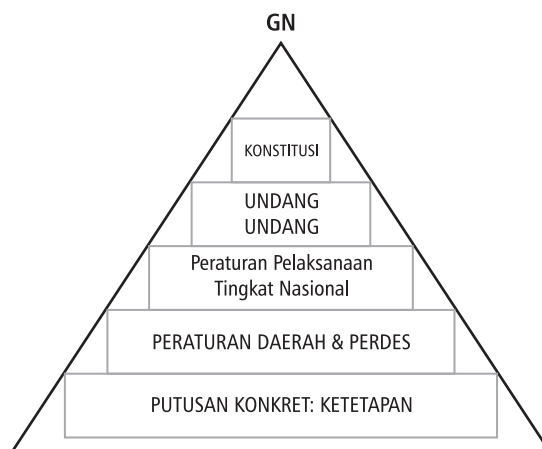 GN
KONSTITUSI
UNDANG
UNDANG
Peraturan Pelaksanaan
Tingkat Nasional
PERATURAN DAERAH & PERDES
PUTUSAN KONKRET: KETETAPAN